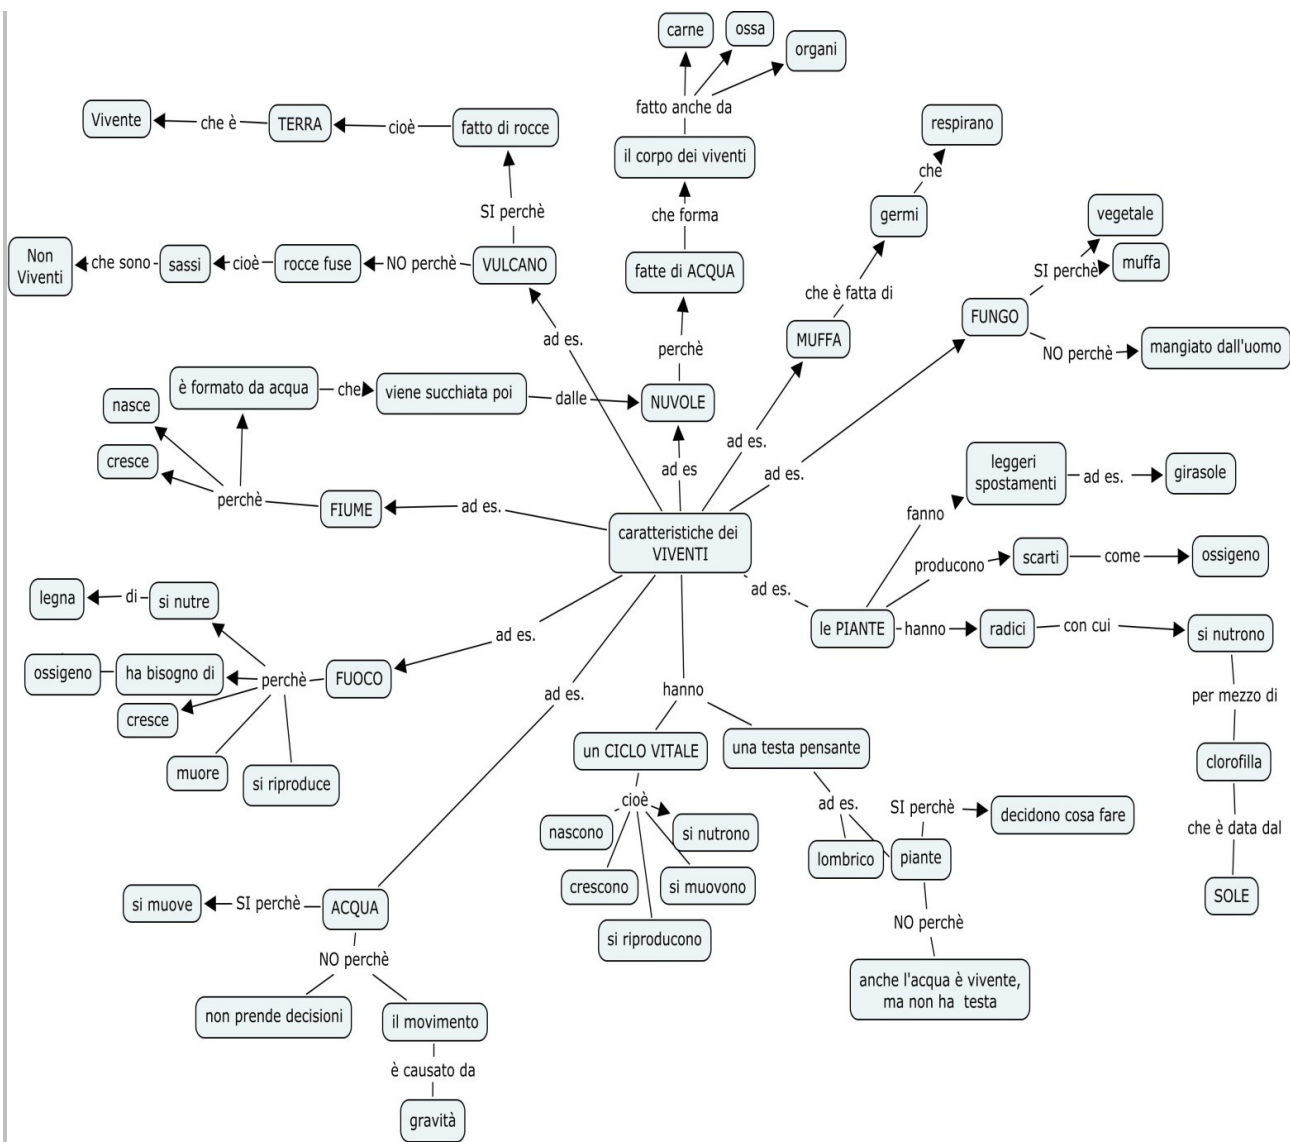 carne
ossa
organi
fatto anche da
Vivente
che è
TERRA
cioè
fatto di rocce
il corpo dei viventi
respirano
che
SI perchè
che forma
germi
vegetale
muffa
SI perchè
Non
Viventi
che sono
sassi
cioè
rocce fuse
NO perchè
VULCANO
fatte di ACQUA
che è fatta di
FUNGO
ad es.
perchè
MUFFA
NO perchè
mangiato dall'uomo
è formato da acqua
che
viene succhiata poi
dalle
NUVOLE
nasce
cresce
perchè
FIUME
ad es.
ad es
ad es.
ad es.
leggeri
spostamenti
ad es.
girasole
fanno
caratteristiche dei
VIVENTI
producono
scarti
come
ossigeno
ad es.
le PIANTE
hanno
radici
con cui
si nutrono
legna
di
si nutre
ad es.
ossigeno
ha bisogno di
perchè
FUOCO
cresce
muore
si riproduce
ad es.
hanno
per mezzo di
un CICLO VITALE
una testa pensante
clorofilla
cioè
nascono
si nutrono
crescono
si muovono
si riproducono
ad es.
SI perchè
decidono cosa fare
lombrico
piante
che è data dal
SOLE
NO perchè
anche l'acqua è vivente,
ma non ha testa
si muove
SI perchè
ACQUA
NO perchè
non prende decisioni
il movimento
è causato da
gravità